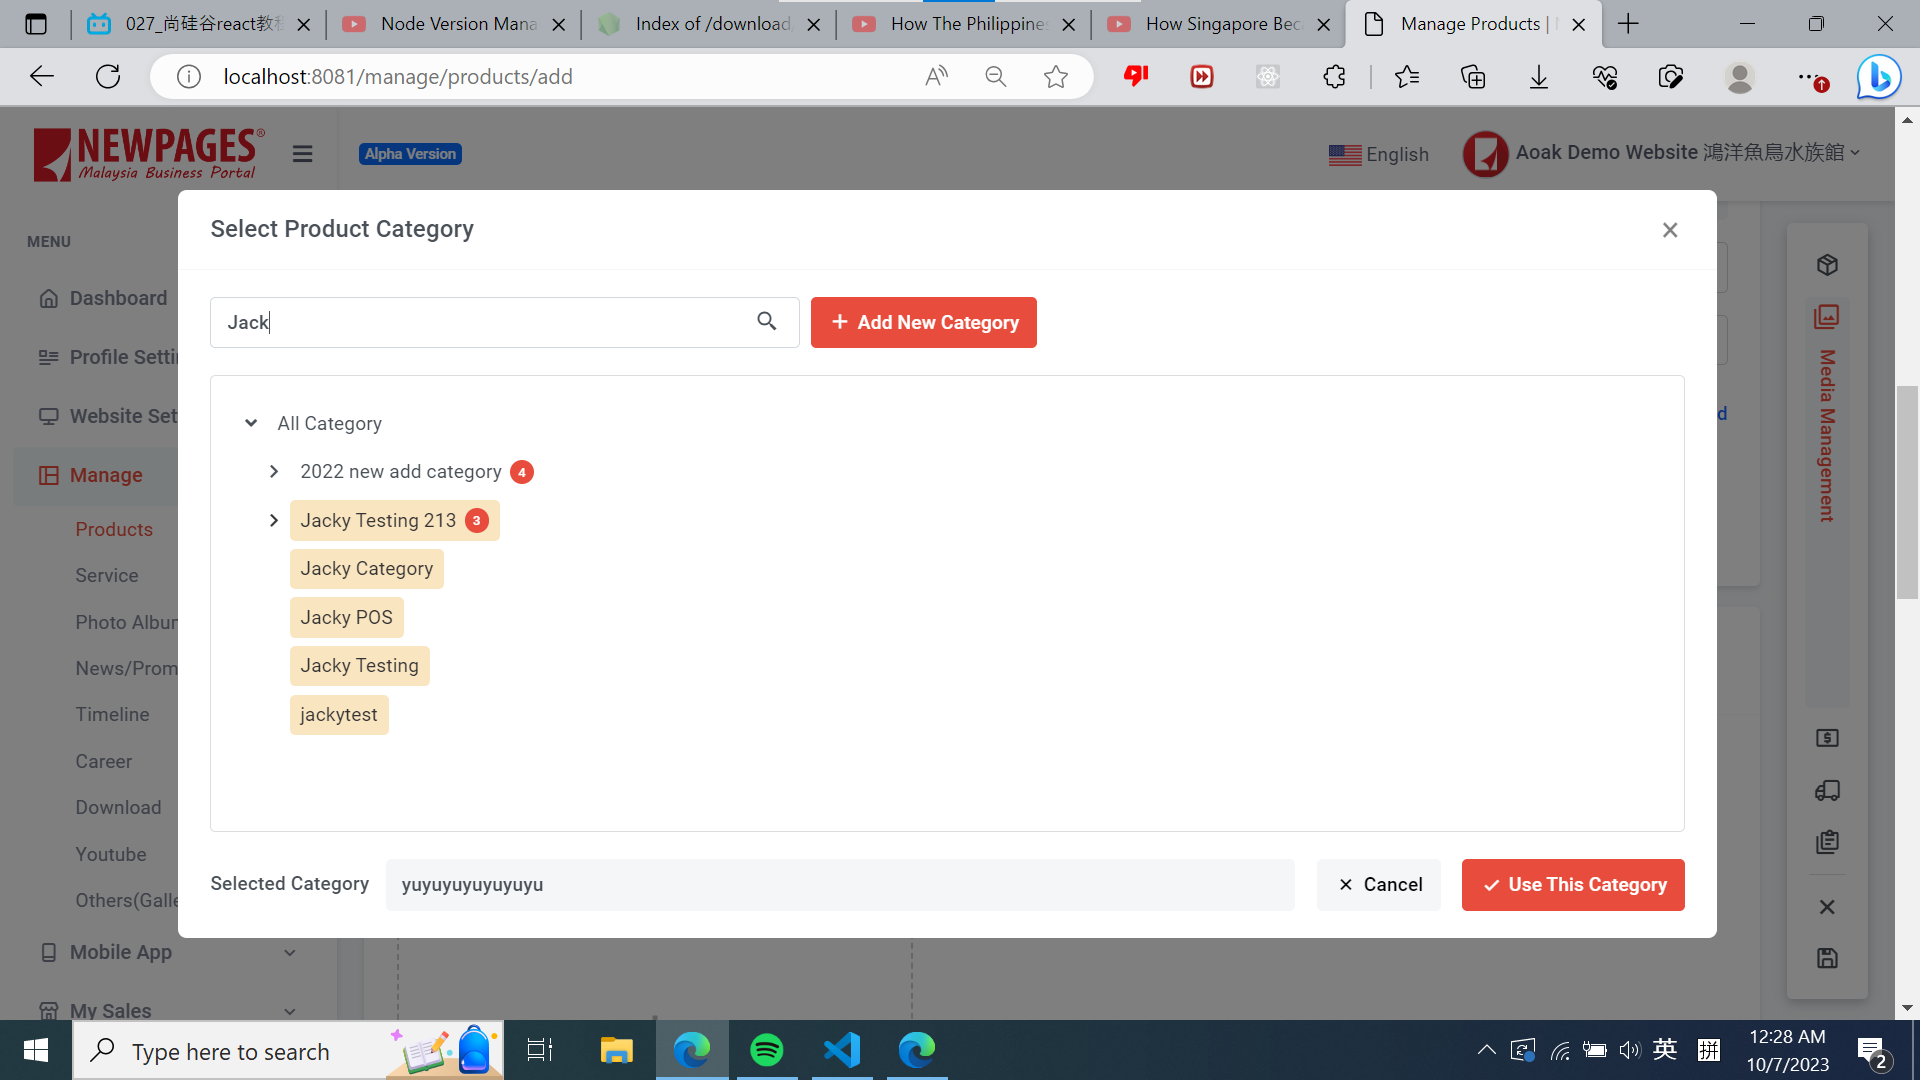 027_尚硅谷react教程
Node Version Mana
Index of /download
How The Philippines
How Singapore Bec
Manage Products |
localhost:8081/manage/products/add
NEWPAGES®
Malaysia Business Portal
Alpha Version
English
Aoak Demo Website 鴻洋魚鳥水族館
MENU
Dashboard
Profile Settin
Website Set
Manage
Products
Service
Photo Album
News/Prom
Timeline
Career
Download
Youtube
Others(Galle
Mobile App
My Sales
Select Product Category
Jack
Add New Category
All Category
2022 new add category 4
Jacky Testing 213 3
Jacky Category
Jacky POS
Jacky Testing
jackytest
Selected Category
yuyuyuyuyuyuyu
Cancel
Use This Category
Media Management
Type here to search
英
拼
12:28 AM
10/7/2023
2